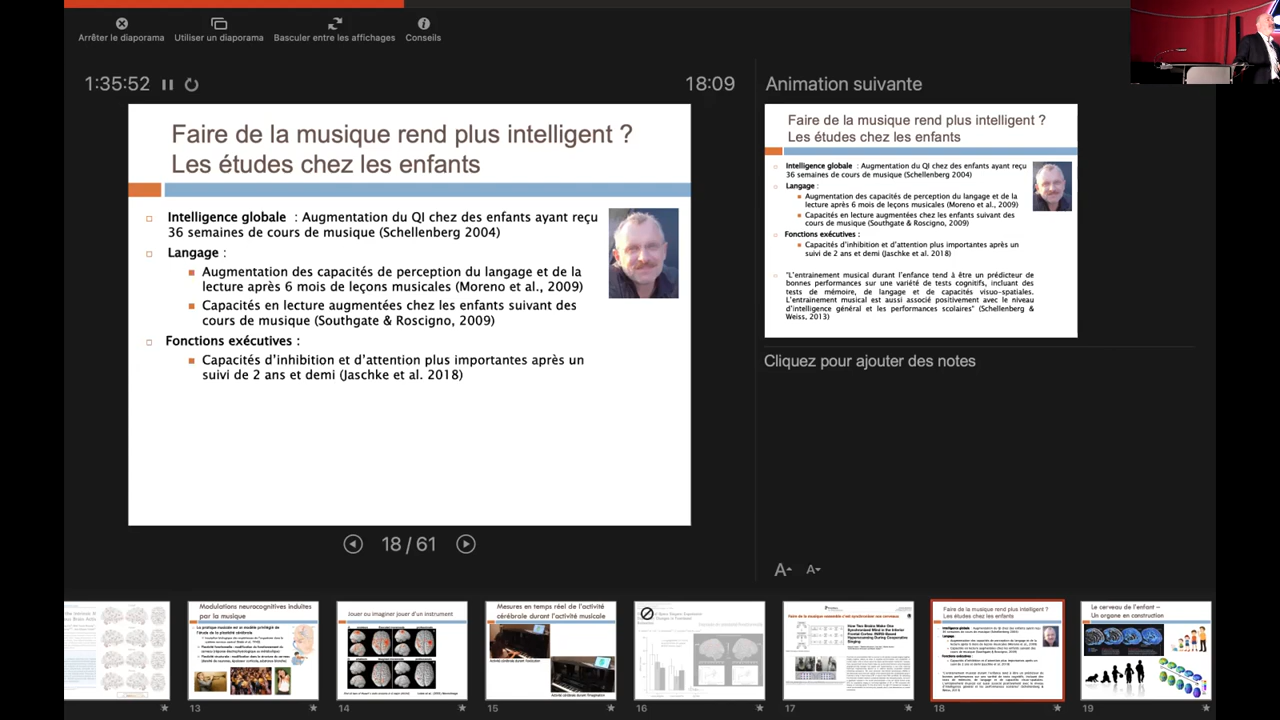 Arrêter le diaporama
Utiliser un diaporama
Basculer entre les affichages
Conseils
1:35:52
18:09
Faire de la musique rend plus intelligent ?
Les études chez les enfants
Intelligence globale : Augmentation du QI chez des enfants ayant reçu
36 semaines de cours de musique (Schellenberg 2004)
Langage :
Augmentation des capacités de perception du langage et de la
lecture après 6 mois de leçons musicales (Moreno et al., 2009)
Capacités en lecture augmentées chez les enfants suivant des
cours de musique (Southgate & Roscigno, 2009)
Fonctions exécutives :
Capacités d'inhibition et d'attention plus importantes après un
suivi de 2 ans et demi (Jaschke et al. 2018)
18 / 61
Animation suivante
Faire de la musique rend plus intelligent ?
Les études chez les enfants
Intelligence globale : Augmentation du QI chez des enfants ayant reçu
36 semaines de cours de musique (Schellenberg 2004)
Langage :
Augmentation des capacités de perception du langage et de la
lecture après 6 mois de leçons musicales (Moreno et al., 2009)
Capacités en lecture augmentées chez les enfants suivant des
cours de musique (Southgate & Roscigno, 2009)
Fonctions exécutives :
Capacités d'inhibition et d'attention plus importantes après un
suivi de 2 ans et demi (Jaschke et al. 2018)
"L'entrainement musical durant l'enfance tend à être un prédicteur de
bonnes performances sur une variété de tests cognitifs, incluant des
tests de mémoire, de langage et de capacités visuo-spatiales.
L'entrainement musical est aussi associé positivement avec le niveau
d'intelligence général et les performances scolaires" (Schellenberg &
Weiss, 2013)
Cliquez pour ajouter des notes
A A
Modulations neurocognitives induites
par la musique
13
Jouer ou imaginer jouer d'un instrument
14
Mesures en temps réel de l'activité
cérébrale durant l'activité musicale
15
16
Faire de la musique ensemble c'est synchroniser nos cerveaux
17
Faire de la musique rend plus intelligent ?
Les études chez les enfants
18
Le cerveau de l'enfant –
Un organe en construction
19